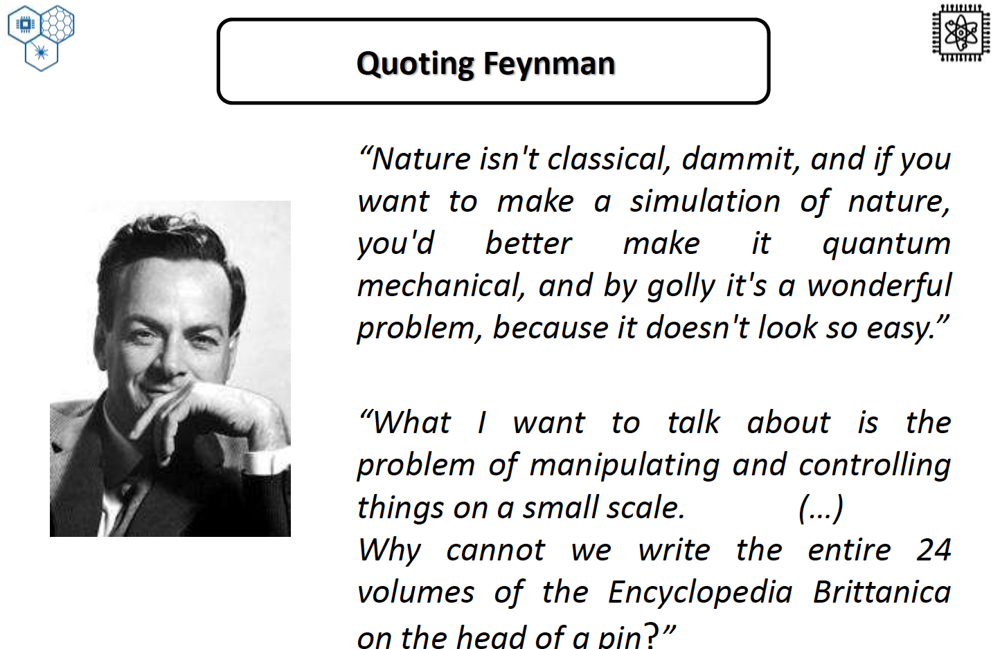 Quoting Feynman
“Nature isn't classical, dammit, and if you
want to make a simulation of nature,
you'd better make it quantum
mechanical, and by golly it's a wonderful
problem, because it doesn't look so easy.”
“What I want to talk about is the
problem of manipulating and controlling
things on a small scale. (…)
Why cannot we write the entire 24
volumes of the Encyclopedia Brittanica
on the head of a pin?”